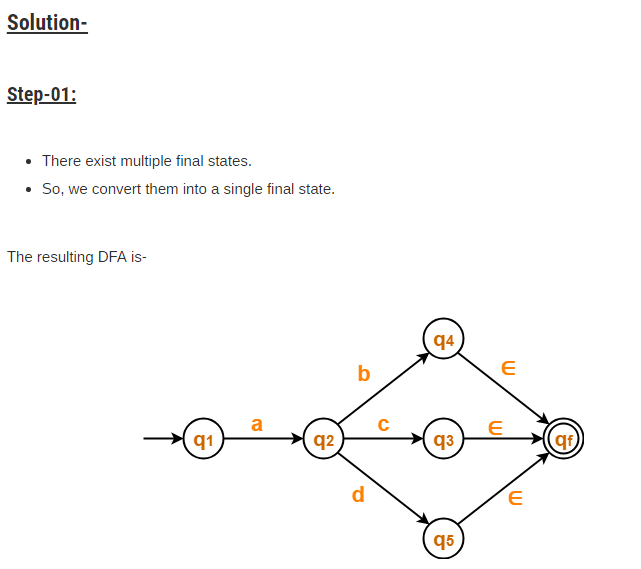 Solution-
Step-01:
• There exist multiple final states.
• So, we convert them into a single final state.
The resulting DFA is-
q4
b
∈
a
c
∈
q1
q2
q3
qf
d
∈
q5